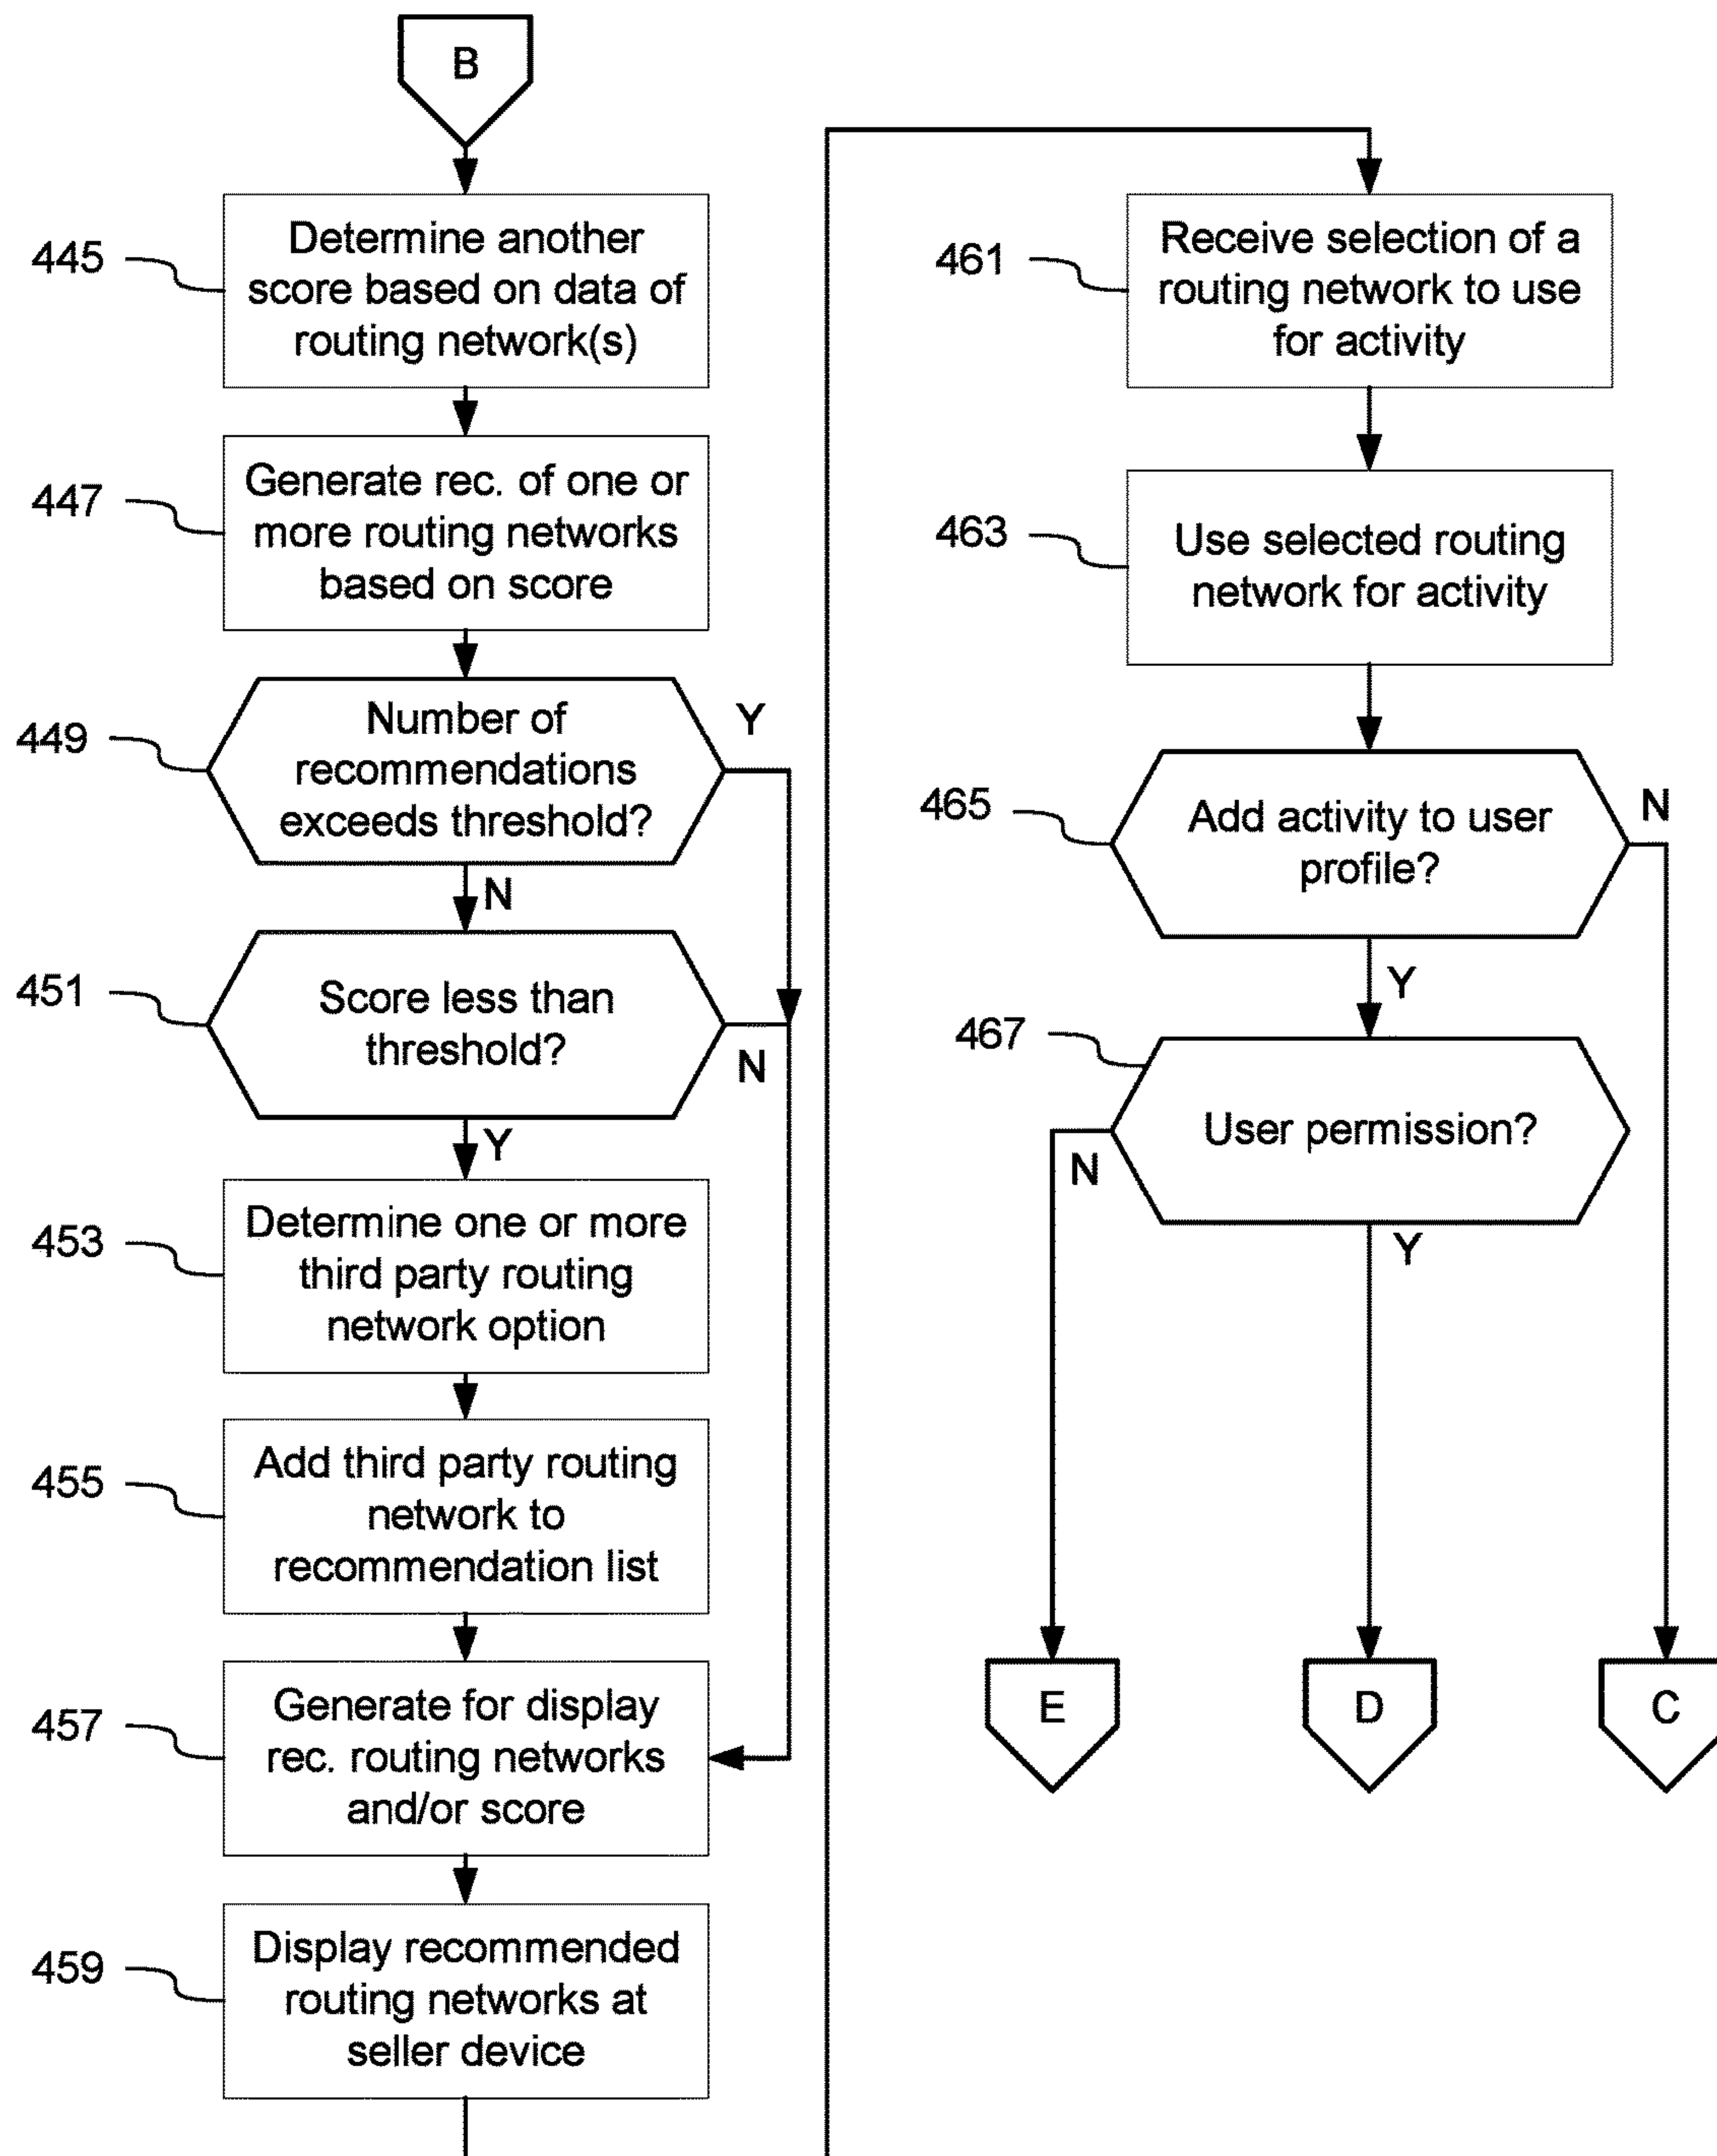 B
445
Determine another
score based on data of
routing network(s)
447
Generate rec. of one or
more routing networks
based on score
449
Number of
recommendations
exceeds threshold?
Y
N
451
Score less than
threshold?
N
Y
453
Determine one or more
third party routing
network option
455
Add third party routing
network to
recommendation list
457
Generate for display
rec. routing networks
and/or score
459
Display recommended
routing networks at
seller device
461
Receive selection of a
routing network to use
for activity
463
Use selected routing
network for activity
465
Add activity to user
profile?
N
Y
467
User permission?
N
Y
E
D
C